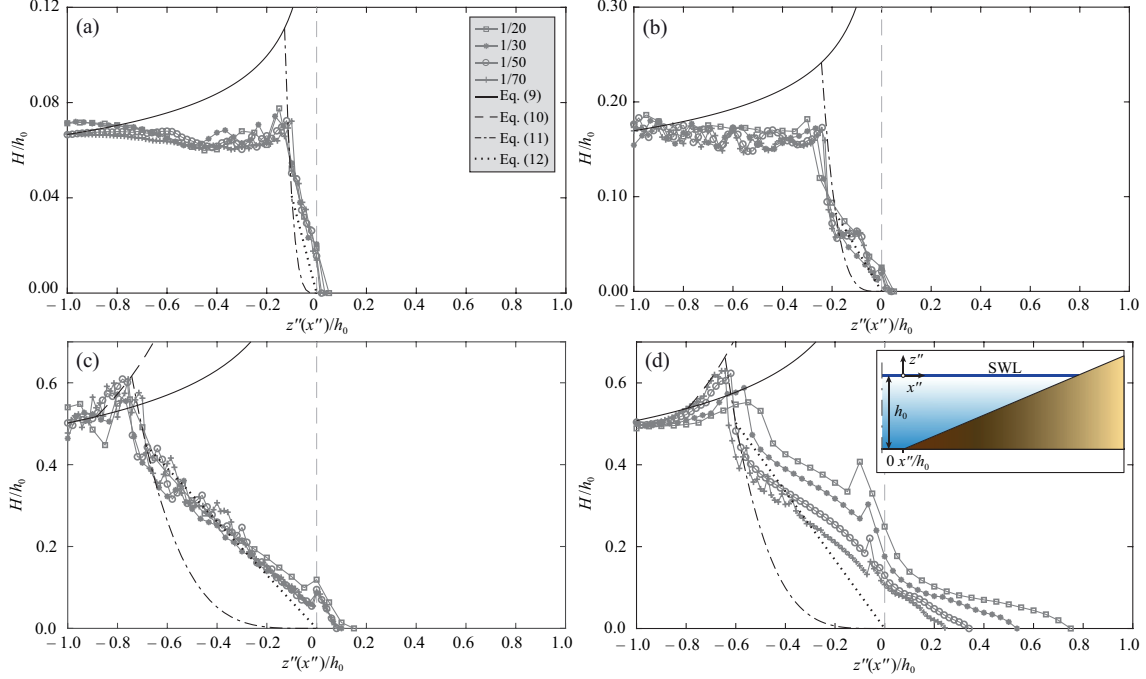 (a)
0.12
0.08
0.04
0.00
H/h₀
1/20
1/30
1/50
1/70
Eq. (9)
Eq. (10)
Eq. (11)
Eq. (12)
−1.0 −0.8 −0.6 −0.4 −0.2 0 0.2 0.4 0.6 0.8 1.0
z″(x″)/h₀
(b)
0.30
0.20
0.10
0.00
H/h₀
−1.0 −0.8 −0.6 −0.4 −0.2 0 0.2 0.4 0.6 0.8 1.0
z″(x″)/h₀
(c)
0.6
0.4
0.2
0.0
H/h₀
−1.0 −0.8 −0.6 −0.4 −0.2 0 0.2 0.4 0.6 0.8 1.0
z″(x″)/h₀
(d)
0.6
0.4
0.2
0.0
H/h₀
z″
SWL
x″
h₀
0 x″/h₀
−1.0 −0.8 −0.6 −0.4 −0.2 0 0.2 0.4 0.6 0.8 1.0
z″(x″)/h₀